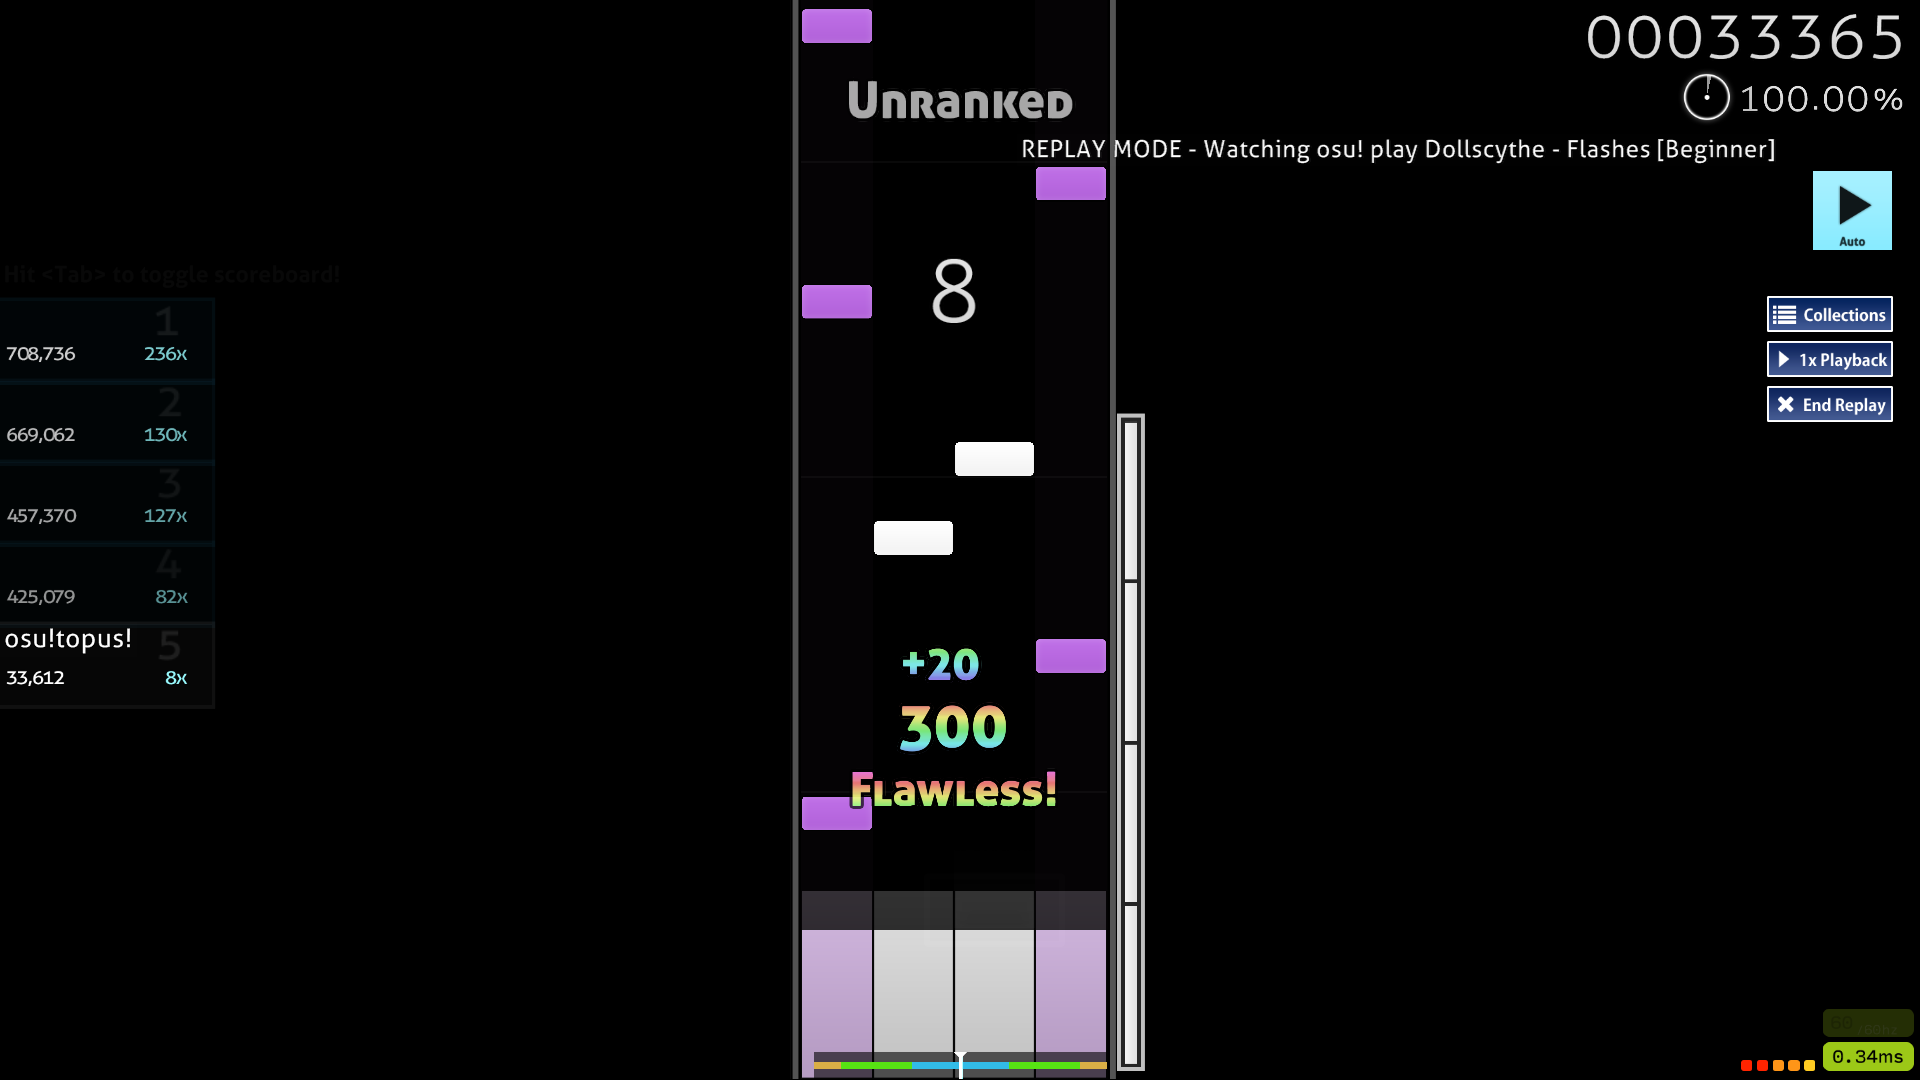 00033365
Unranked
100.00%
REPLAY MODE - Watching osu! play Dollscythe - Flashes [Beginner]
Auto
8
Hit <Tab> to toggle scoreboard!
1
708,736 236x
2
669,062 130x
3
457,370 127x
4
425,079 82x
osu!topus! 5
33,612 8x
Collections
1x Playback
End Replay
+20
300
Flawless!
60
0.34ms